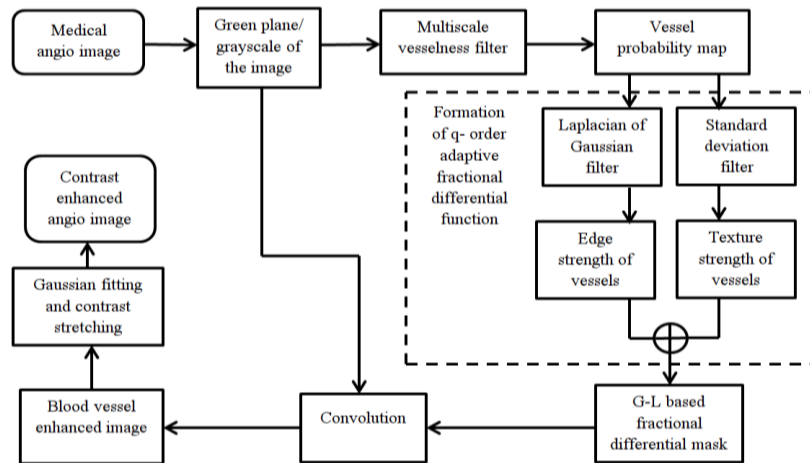 Medical
angio image
Green plane/
grayscale of
the image
Multiscale
vesselness filter
Vessel
probability map
Formation
of q- order
adaptive
fractional
differential
function
Laplacian of
Gaussian
filter
Standard
deviation
filter
Edge
strength of
vessels
Texture
strength of
vessels
G-L based
fractional
differential mask
Convolution
Blood vessel
enhanced image
Gaussian fitting
and contrast
stretching
Contrast
enhanced
angio image